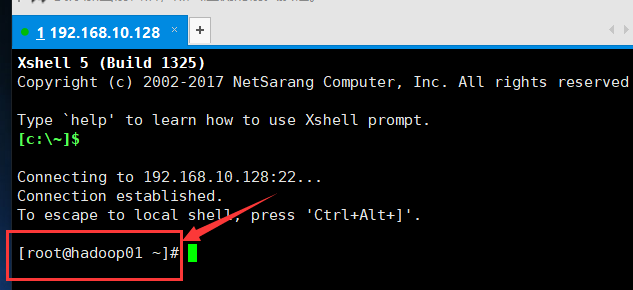 1 192.168.10.128 × +
Xshell 5 (Build 1325)
Copyright (c) 2002-2017 NetSarang Computer, Inc. All rights reserved
Type `help' to learn how to use Xshell prompt.
[c:\~]$
Connecting to 192.168.10.128:22...
Connection established.
To escape to local shell, press 'Ctrl+Alt+]'.
[root@hadoop01 ~]#